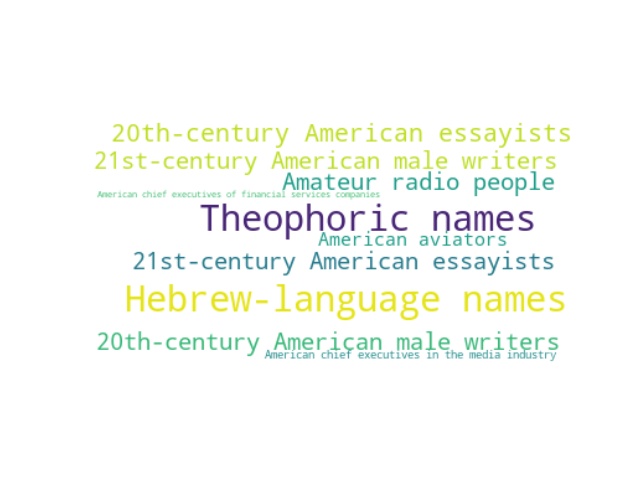 20th-century American essayists
21st-century American male writers
Amateur radio people
American chief executives of financial services companies
Theophoric names
American aviators
21st-century American essayists
Hebrew-language names
20th-century American male writers
American chief executives in the media industry